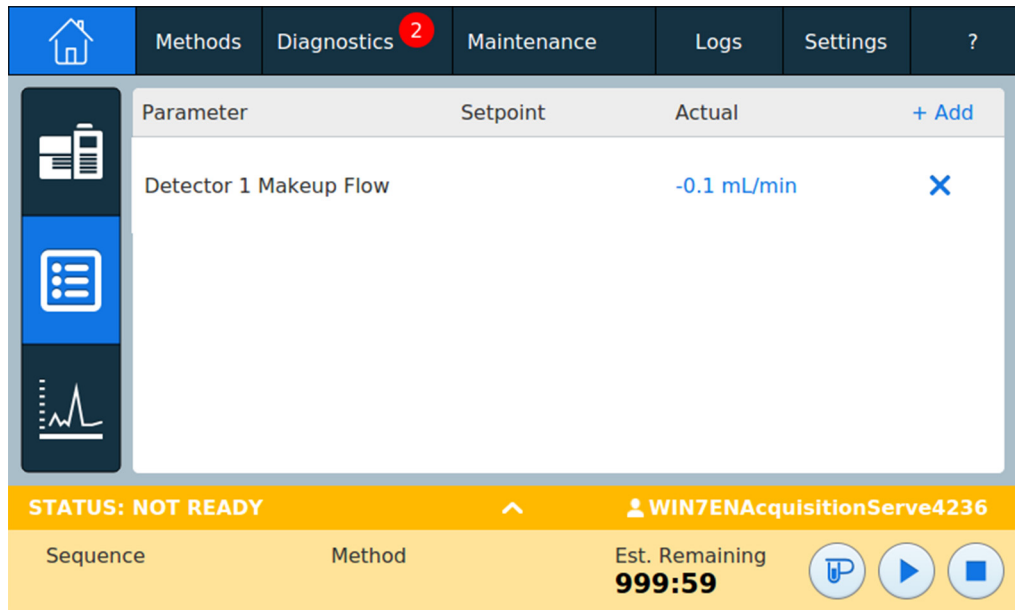 Methods Diagnostics 2 Maintenance Logs Settings ?
Parameter Setpoint Actual + Add
Detector 1 Makeup Flow -0.1 mL/min
STATUS: NOT READY WIN7ENAcquisitionServe4236
Sequence Method Est. Remaining
999:59